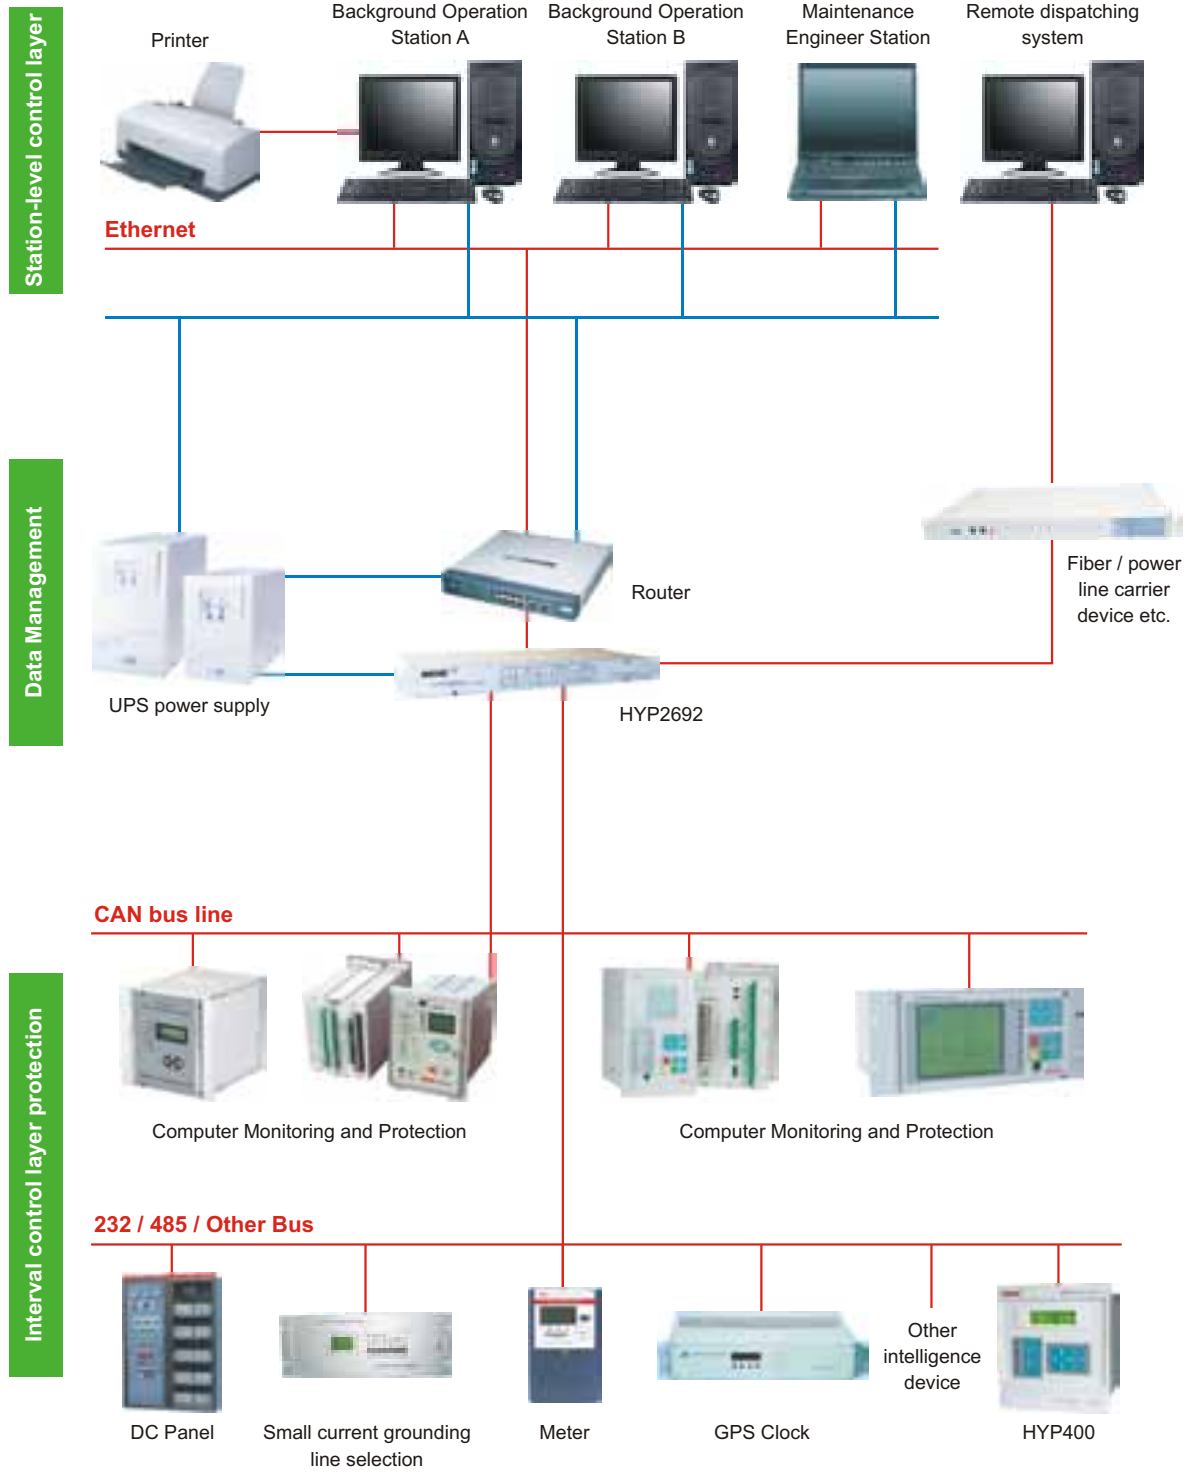 Station-level control layer
Printer
Background Operation
Station A
Background Operation
Station B
Maintenance
Engineer Station
Remote dispatching
system
Ethernet
Data Management
Router
Fiber / power
line carrier
device etc.
UPS power supply
HYP2692
Interval control layer protection
CAN bus line
Computer Monitoring and Protection
Computer Monitoring and Protection
232 / 485 / Other Bus
Other
intelligence
device
DC Panel
Small current grounding
line selection
Meter
GPS Clock
HYP400